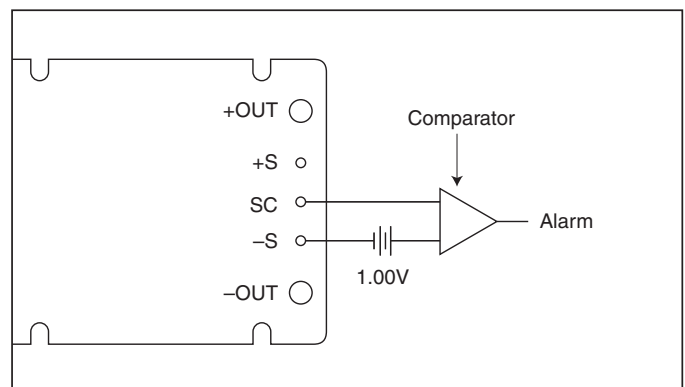 +OUT
Comparator
+S
SC
Alarm
–S
1.00V
–OUT